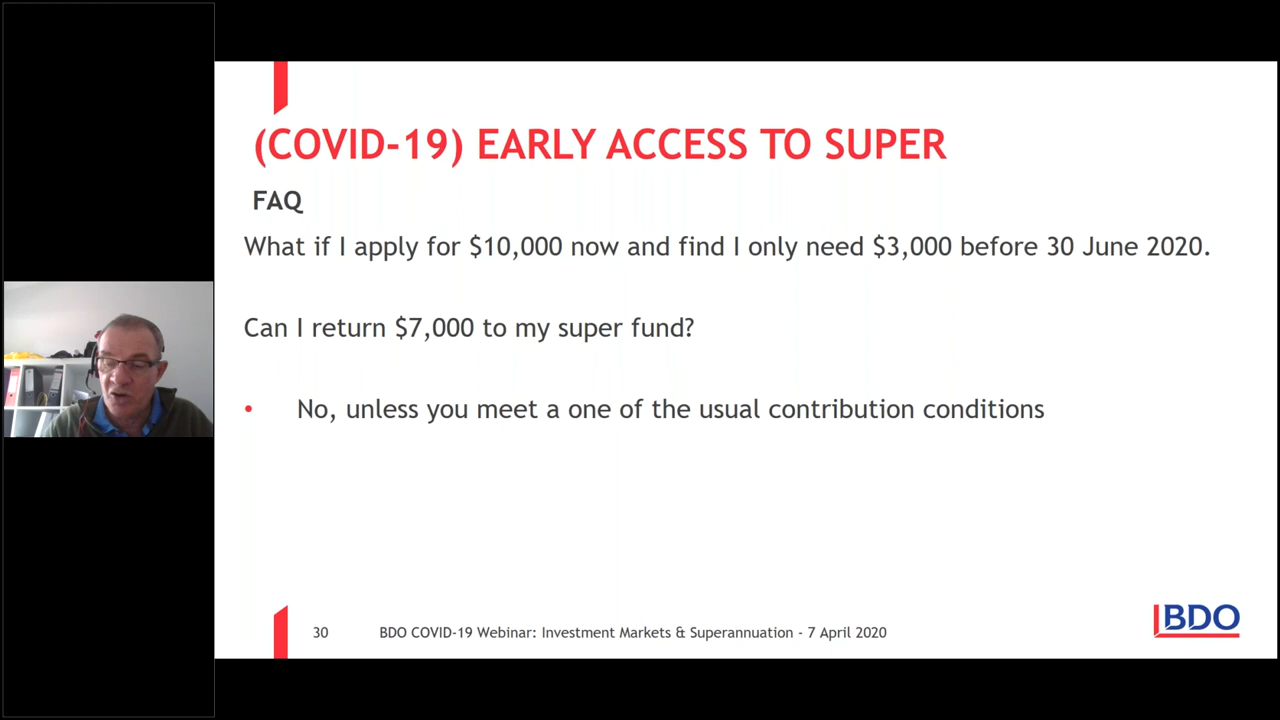 (COVID-19) EARLY ACCESS TO SUPER
FAQ
What if I apply for $10,000 now and find I only need $3,000 before 30 June 2020.
Can I return $7,000 to my super fund?
• No, unless you meet a one of the usual contribution conditions
30 BDO COVID-19 Webinar: Investment Markets & Superannuation - 7 April 2020
BDO